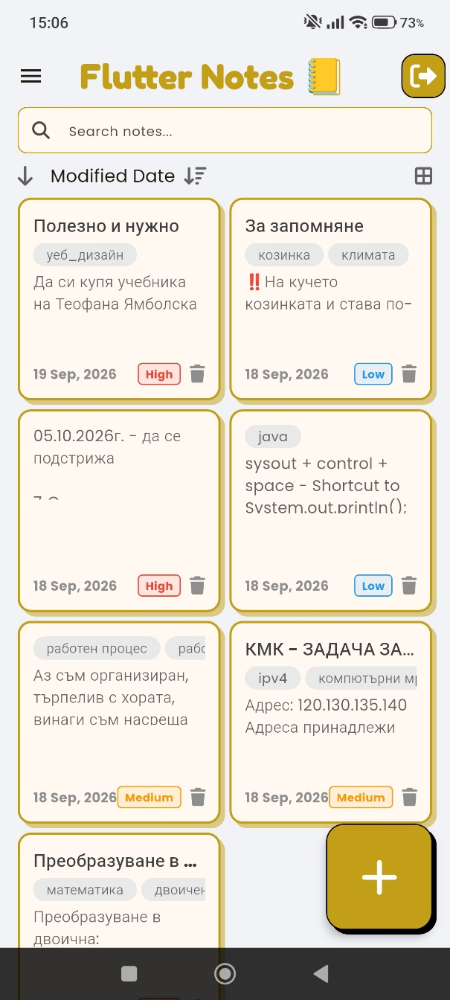 15:06
73%
Flutter Notes
Search notes...
Modified Date
Полезно и нужно
уеб_дизайн
Да си купя учебника
на Теофана Ямболска
19 Sep, 2026 High
За запомняне
козинка климата
‼️На кучето
козинката и става по-
18 Sep, 2026 Low
05.10.2026г. - да се
подстрижа
18 Sep, 2026 High
java
sysout + control +
space - Shortcut to
System.out.println();
18 Sep, 2026 Low
работен процес рабо
Аз съм организиран,
търпелив с хората,
винаги съм насреща
18 Sep, 2026 Medium
КМК - ЗАДАЧА ЗА...
ipv4 компютърни мр
Адрес: 120.130.135.140
Адреса принадлежи
18 Sep, 2026 Medium
Преобразуване в ...
математика двоичен
Преобразуване в
двоична: